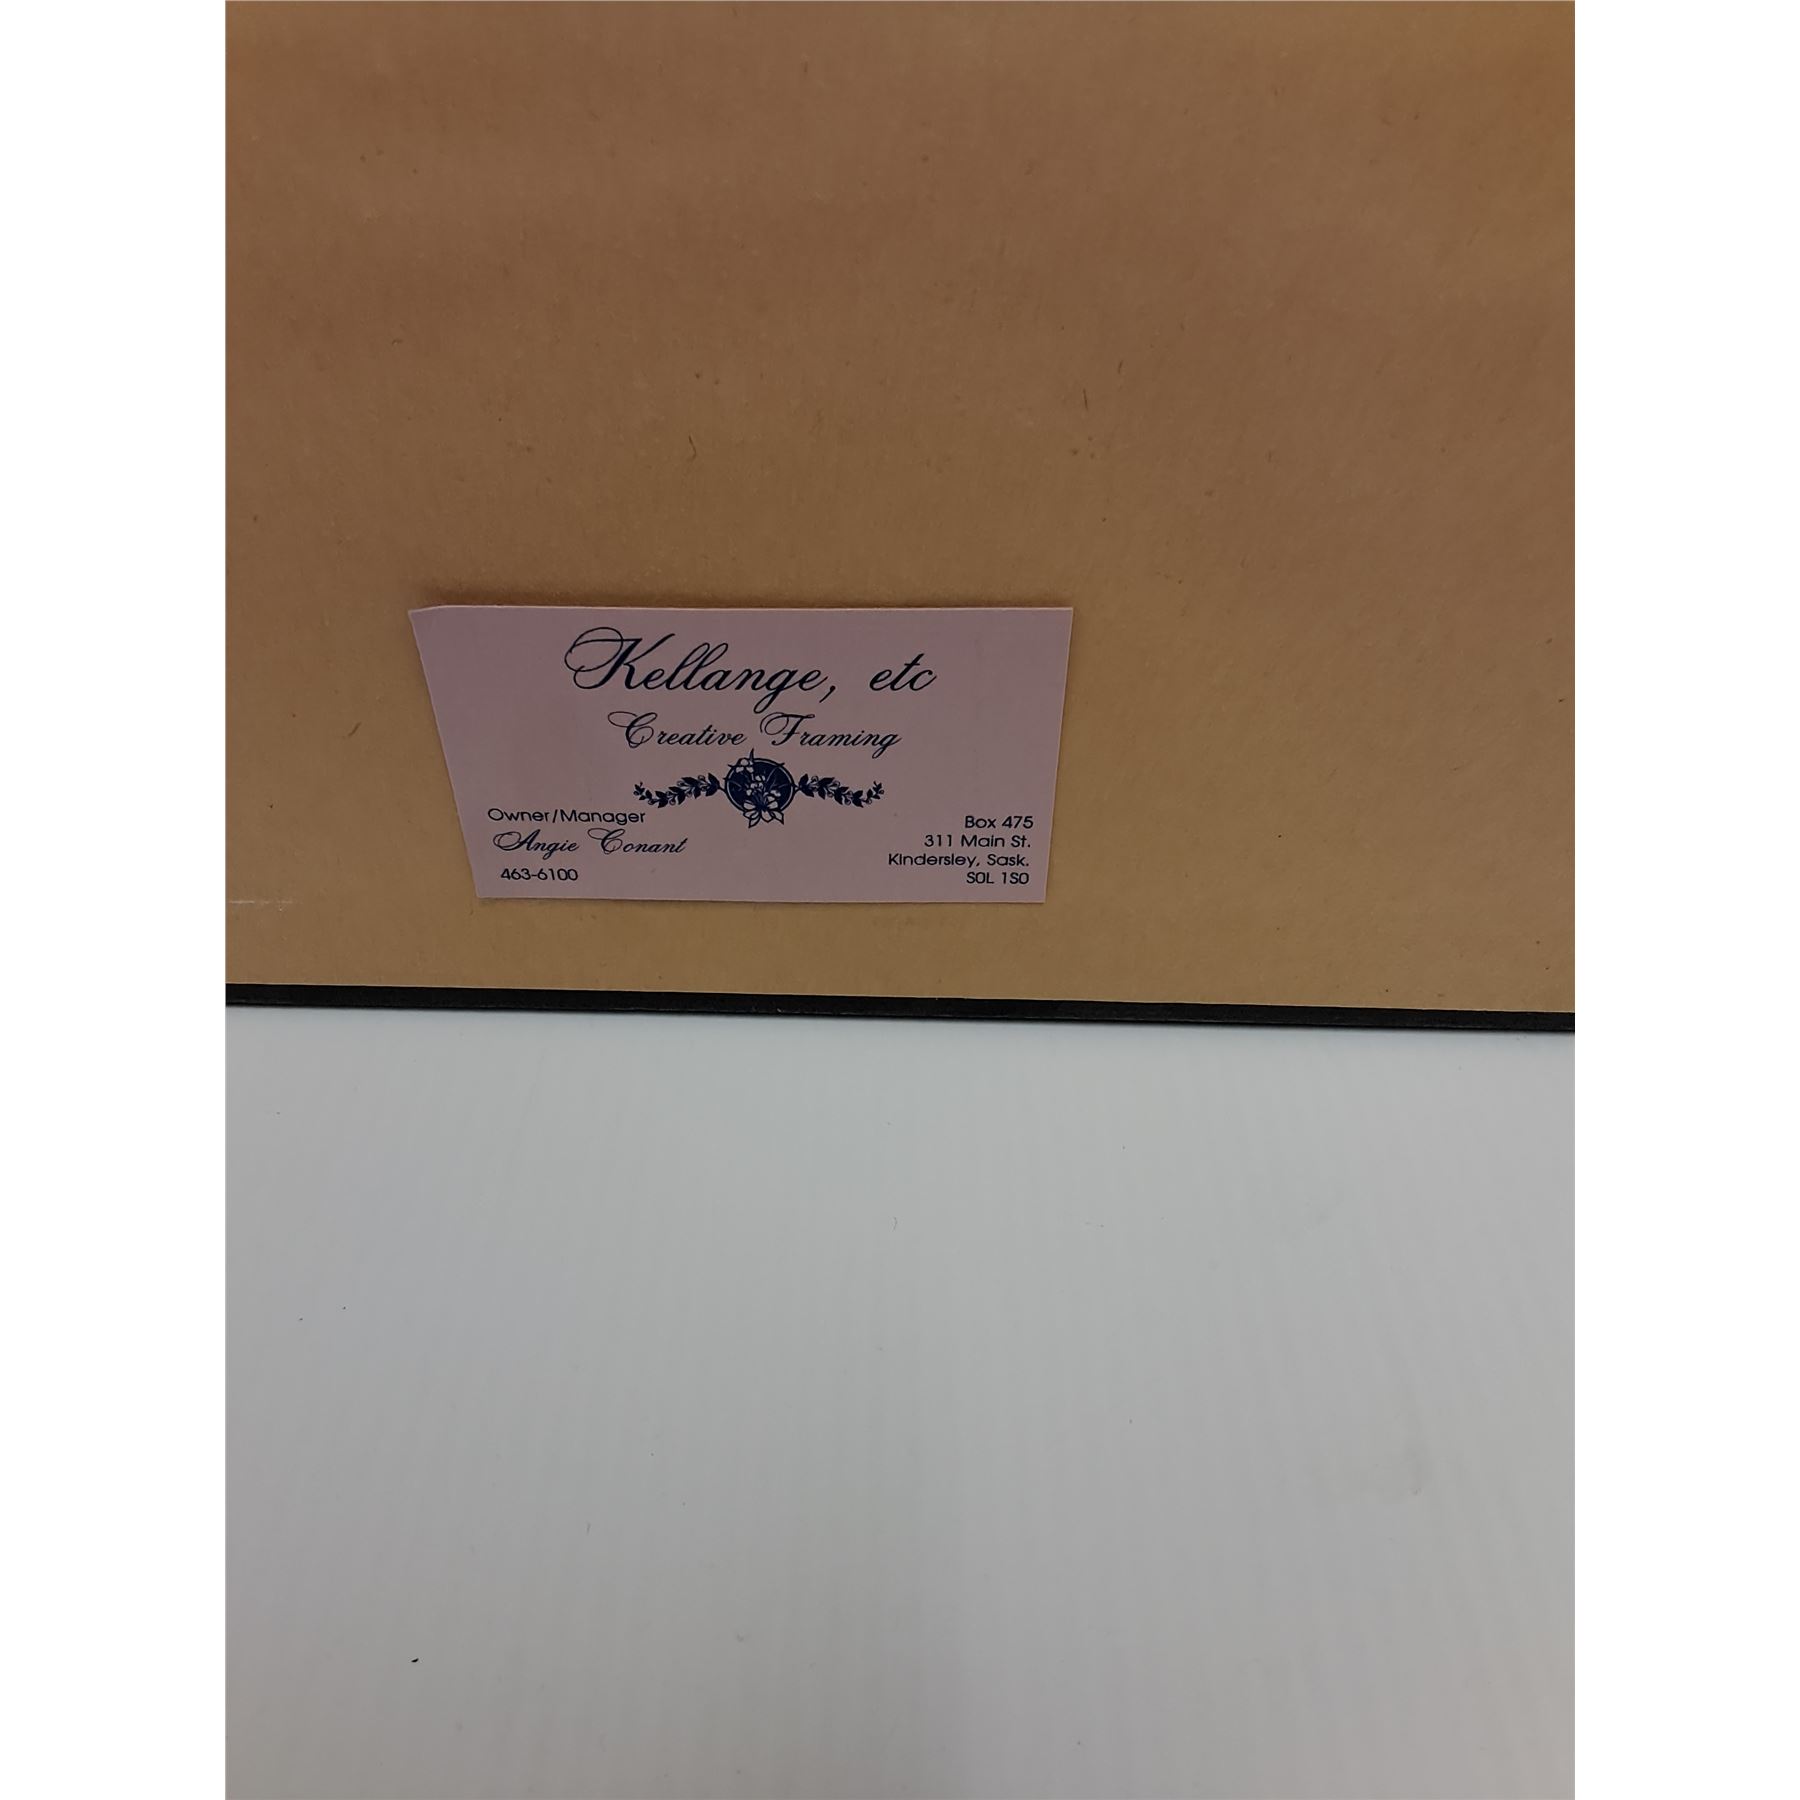 Kellange, etc
Creative Framing
Owner/Manager
Angie Conant
463-6100
Box 475
311 Main St.
Kindersley, Sask.
S0L 1S0